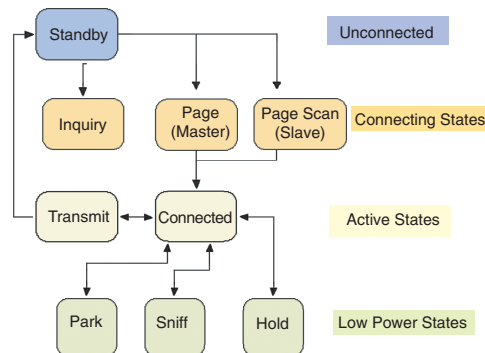 Standby
Unconnected
Inquiry
Page
(Master)
Page Scan
(Slave)
Connecting States
Transmit
Connected
Active States
Park
Sniff
Hold
Low Power States